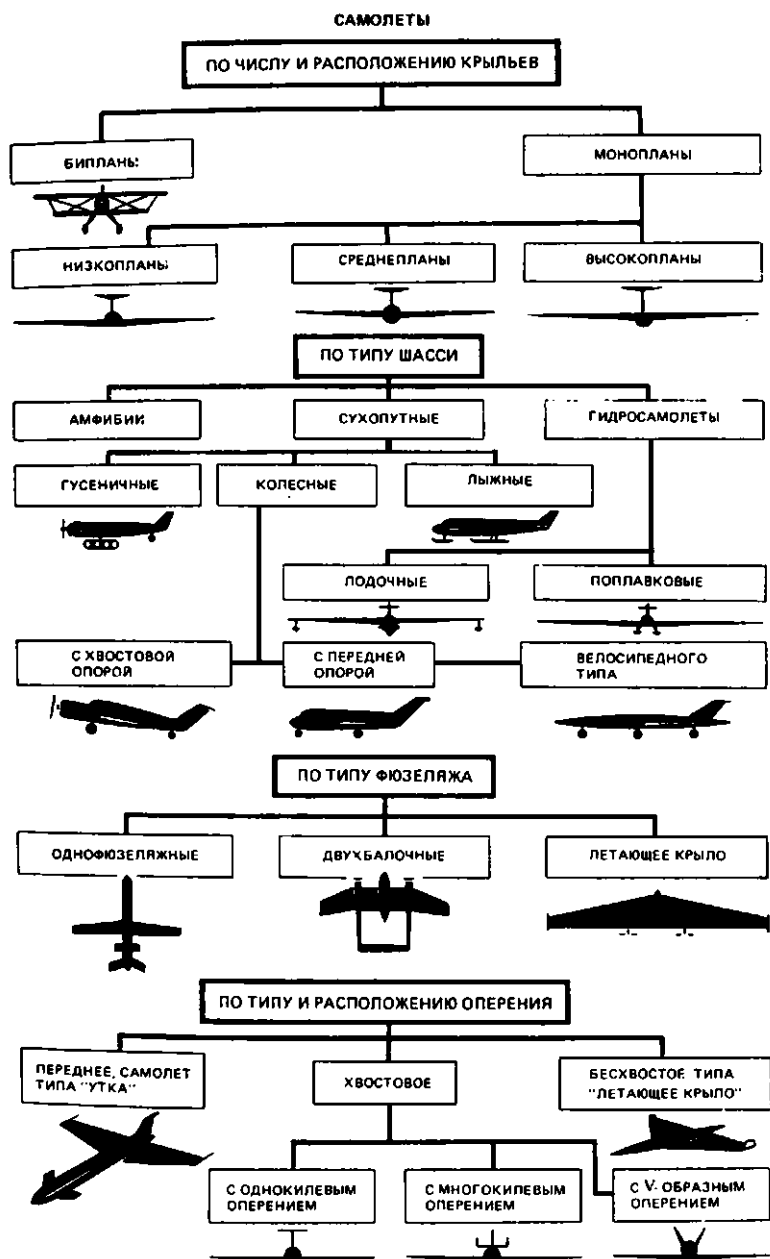 САМОЛЕТЫ
ПО ЧИСЛУ И РАСПОЛОЖЕНИЮ КРЫЛЬЕВ
БИПЛАНЫ
МОНОПЛАНЫ
НИЗКОПЛАНЫ
СРЕДНЕПЛАНЫ
ВЫСОКОПЛАНЫ
ПО ТИПУ ШАССИ
АМФИБИИ
СУХОПУТНЫЕ
ГИДРОСАМОЛЕТЫ
ГУСЕНИЧНЫЕ
КОЛЕСНЫЕ
ЛЫЖНЫЕ
ЛОДОЧНЫЕ
ПОПЛАВКОВЫЕ
С ХВОСТОВОЙ
ОПОРОЙ
С ПЕРЕДНЕЙ
ОПОРОЙ
ВЕЛОСИПЕДНОГО
ТИПА
ПО ТИПУ ФЮЗЕЛЯЖА
ОДНОФЮЗЕЛЯЖНЫЕ
ДВУХБАЛОЧНЫЕ
ЛЕТАЮЩЕЕ КРЫЛО
ПО ТИПУ И РАСПОЛОЖЕНИЮ ОПЕРЕНИЯ
ПЕРЕДНЕЕ, САМОЛЕТ
ТИПА "УТКА"
ХВОСТОВОЕ
БЕСХВОСТОЕ ТИПА
"ЛЕТАЮЩЕЕ КРЫЛО"
С ОДНОКИЛЕВЫМ
ОПЕРЕНИЕМ
С МНОГОКИЛЕВЫМ
ОПЕРЕНИЕМ
С V-ОБРАЗНЫМ
ОПЕРЕНИЕМ